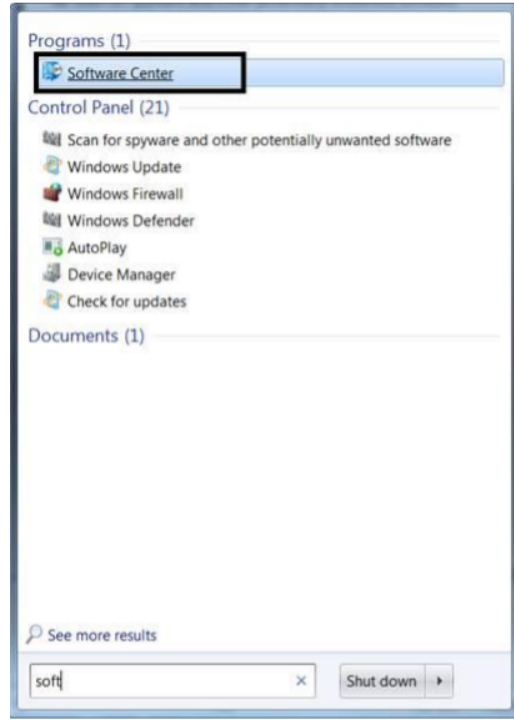 Programs (1)
Software Center
Control Panel (21)
Scan for spyware and other potentially unwanted software
Windows Update
Windows Firewall
Windows Defender
AutoPlay
Device Manager
Check for updates
Documents (1)
See more results
soft
Shut down